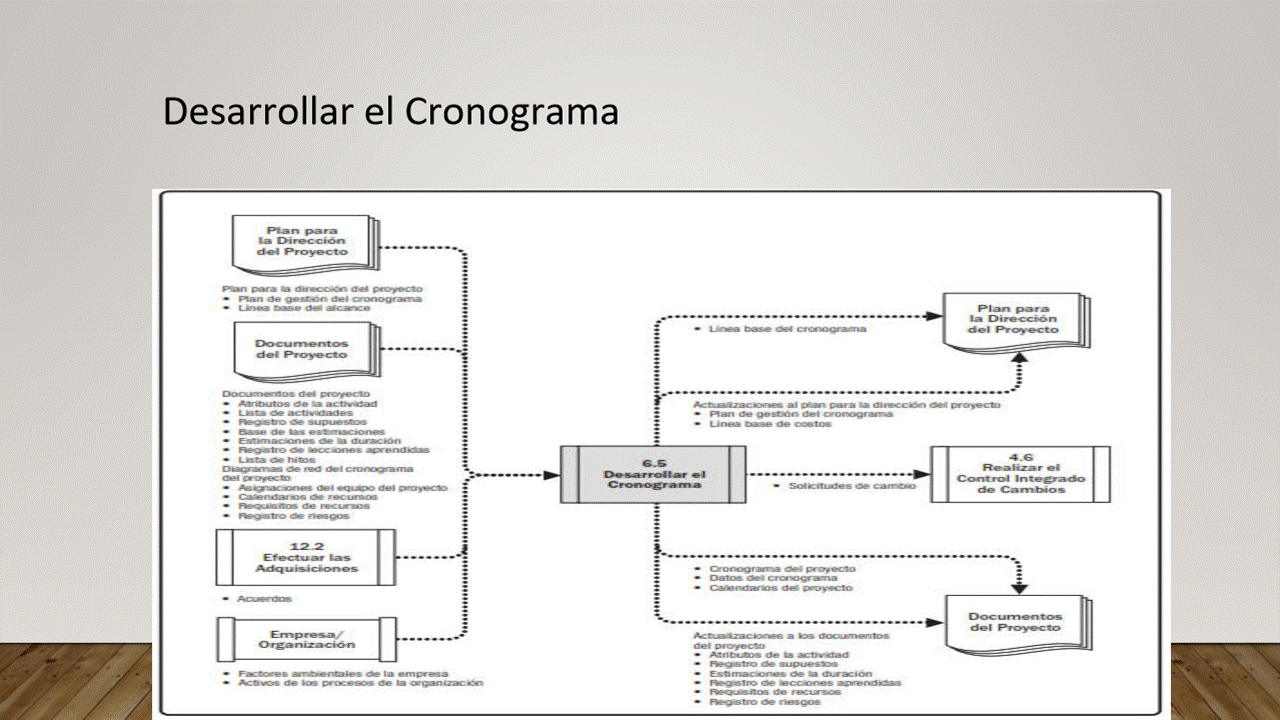 Desarrollar el Cronograma
Plan para
la Dirección
del Proyecto
Plan para la dirección del proyecto
• Plan de gestión del cronograma
• Línea base del alcance
Documentos
del Proyecto
Documentos del proyecto
• Atributos de la actividad
• Lista de actividades
• Registro de supuestos
• Base de las estimaciones
• Estimaciones de la duración
• Registro de lecciones aprendidas
• Lista de hitos
Diagramas de red del cronograma
del proyecto
• Asignaciones del equipo del proyecto
• Calendarios de recursos
• Requisitos de recursos
• Registro de riesgos
12.2
Efectuar las
Adquisiciones
• Acuerdos
Empresa/
Organización
• Factores ambientales de la empresa
• Activos de los procesos de la organización
6.5
Desarrollar el
Cronograma
• Línea base del cronograma
Plan para
la Dirección
del Proyecto
Actualizaciones al plan para la dirección del proyecto
• Plan de gestión del cronograma
• Línea base de costos
• Solicitudes de cambio
4.6
Realizar el
Control Integrado
de Cambios
• Cronograma del proyecto
• Datos del cronograma
• Calendarios del proyecto
Documentos
del Proyecto
Actualizaciones a los documentos
del proyecto
• Atributos de la actividad
• Registro de supuestos
• Estimaciones de la duración
• Registro de lecciones aprendidas
• Requisitos de recursos
• Registro de riesgos